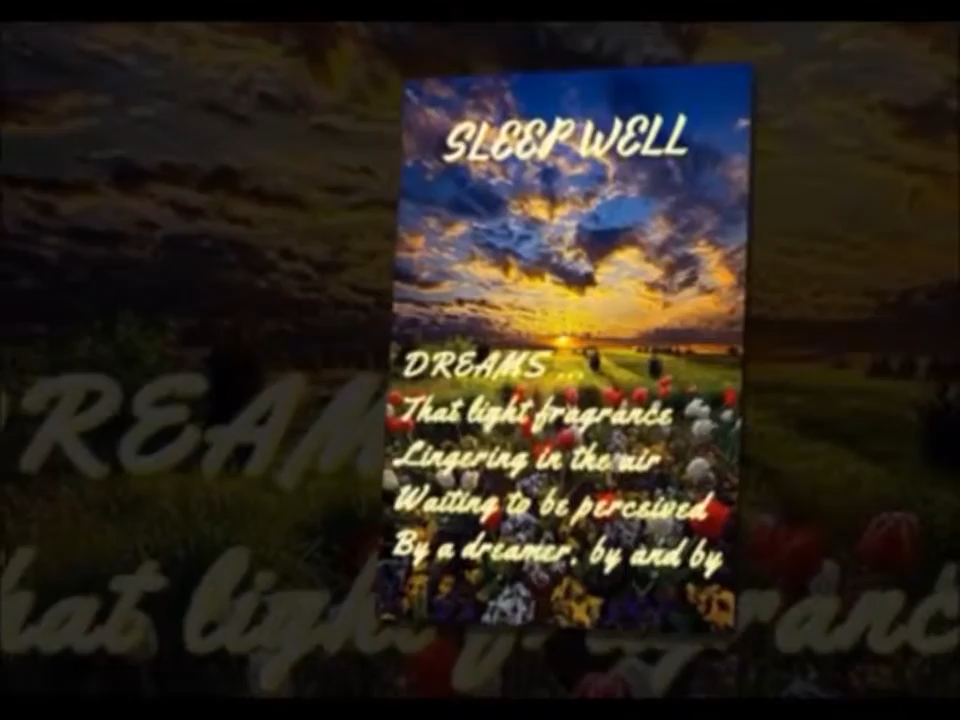 SLEEP WELL
DREAMS ...
That light fragrance
Lingering in the air
Waiting to be perceived
By a dreamer, by and by